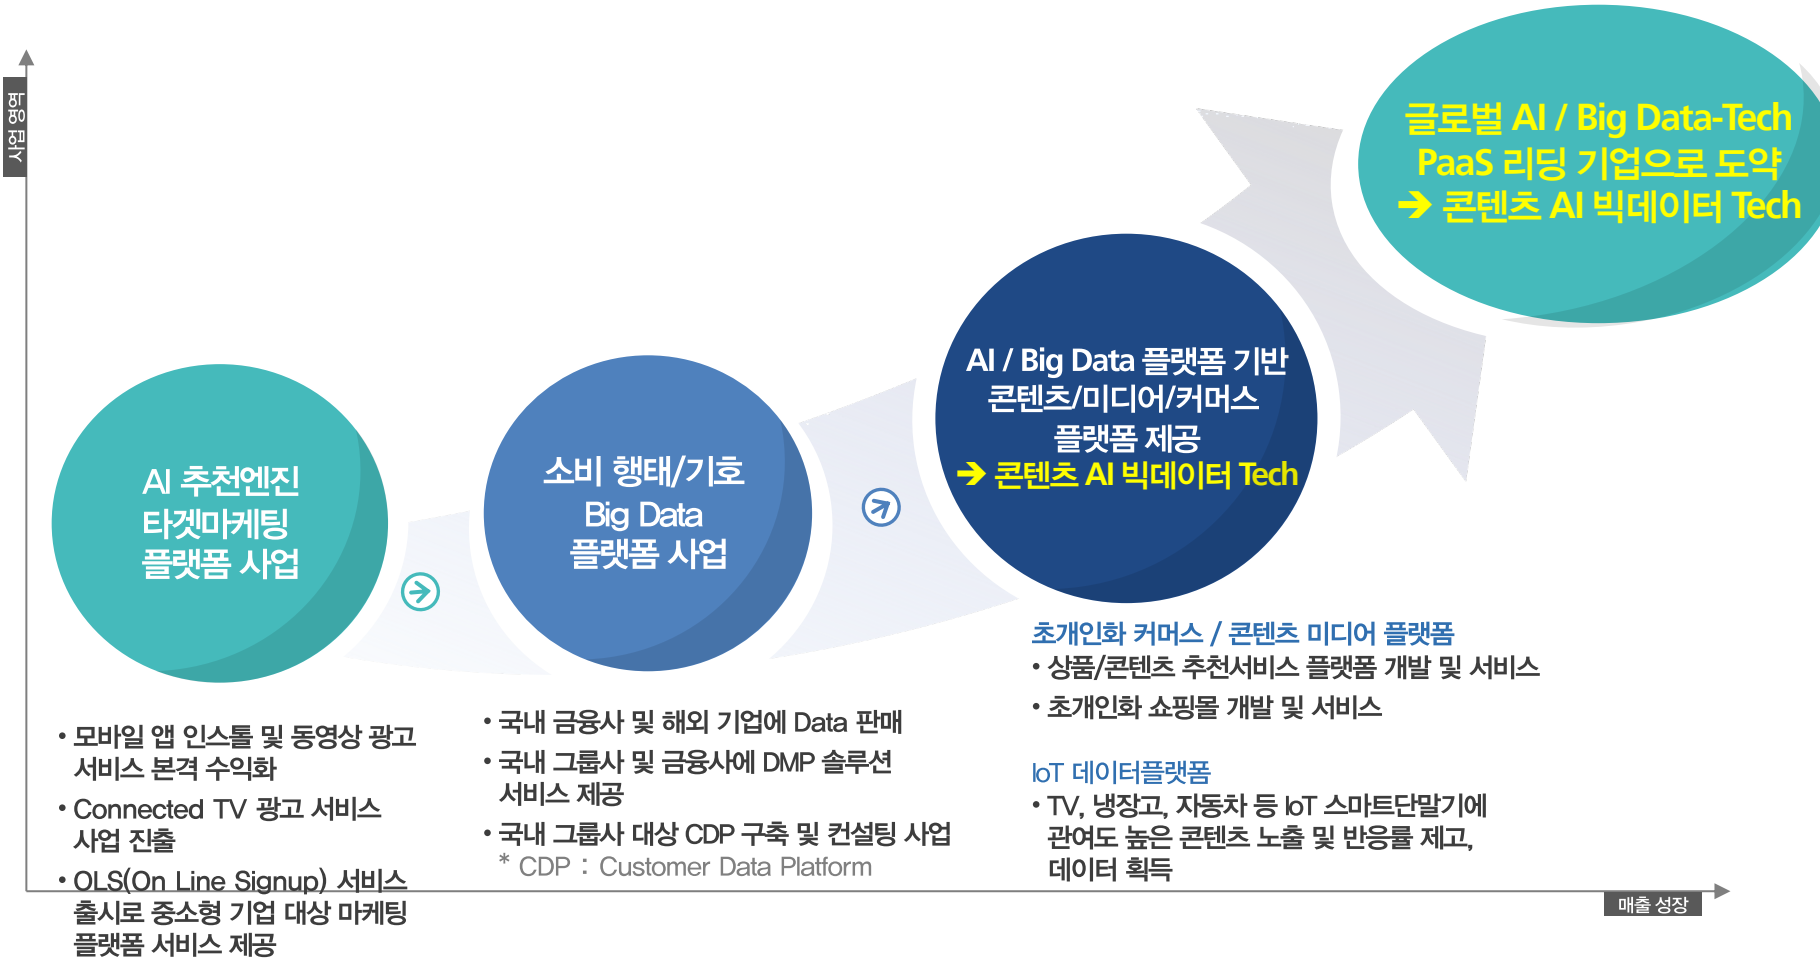 사업 영역
글로벌 AI / Big Data-Tech
PaaS 리딩 기업으로 도약
➔ 콘텐츠 AI 빅데이터 Tech
AI / Big Data 플랫폼 기반
콘텐츠/미디어/커머스
플랫폼 제공
➔ 콘텐츠 AI 빅데이터 Tech
소비 행태/기호
Big Data
플랫폼 사업
AI 추천엔진
타겟마케팅
플랫폼 사업
• 모바일 앱 인스톨 및 동영상 광고
서비스 본격 수익화
• Connected TV 광고 서비스
사업 진출
• OLS(On Line Signup) 서비스
출시로 중소형 기업 대상 마케팅
플랫폼 서비스 제공
• 국내 금융사 및 해외 기업에 Data 판매
• 국내 그룹사 및 금융사에 DMP 솔루션
서비스 제공
• 국내 그룹사 대상 CDP 구축 및 컨설팅 사업
* CDP : Customer Data Platform
초개인화 커머스 / 콘텐츠 미디어 플랫폼
• 상품/콘텐츠 추천서비스 플랫폼 개발 및 서비스
• 초개인화 쇼핑몰 개발 및 서비스
IoT 데이터플랫폼
• TV, 냉장고, 자동차 등 IoT 스마트단말기에
관여도 높은 콘텐츠 노출 및 반응률 제고,
데이터 획득
매출 성장